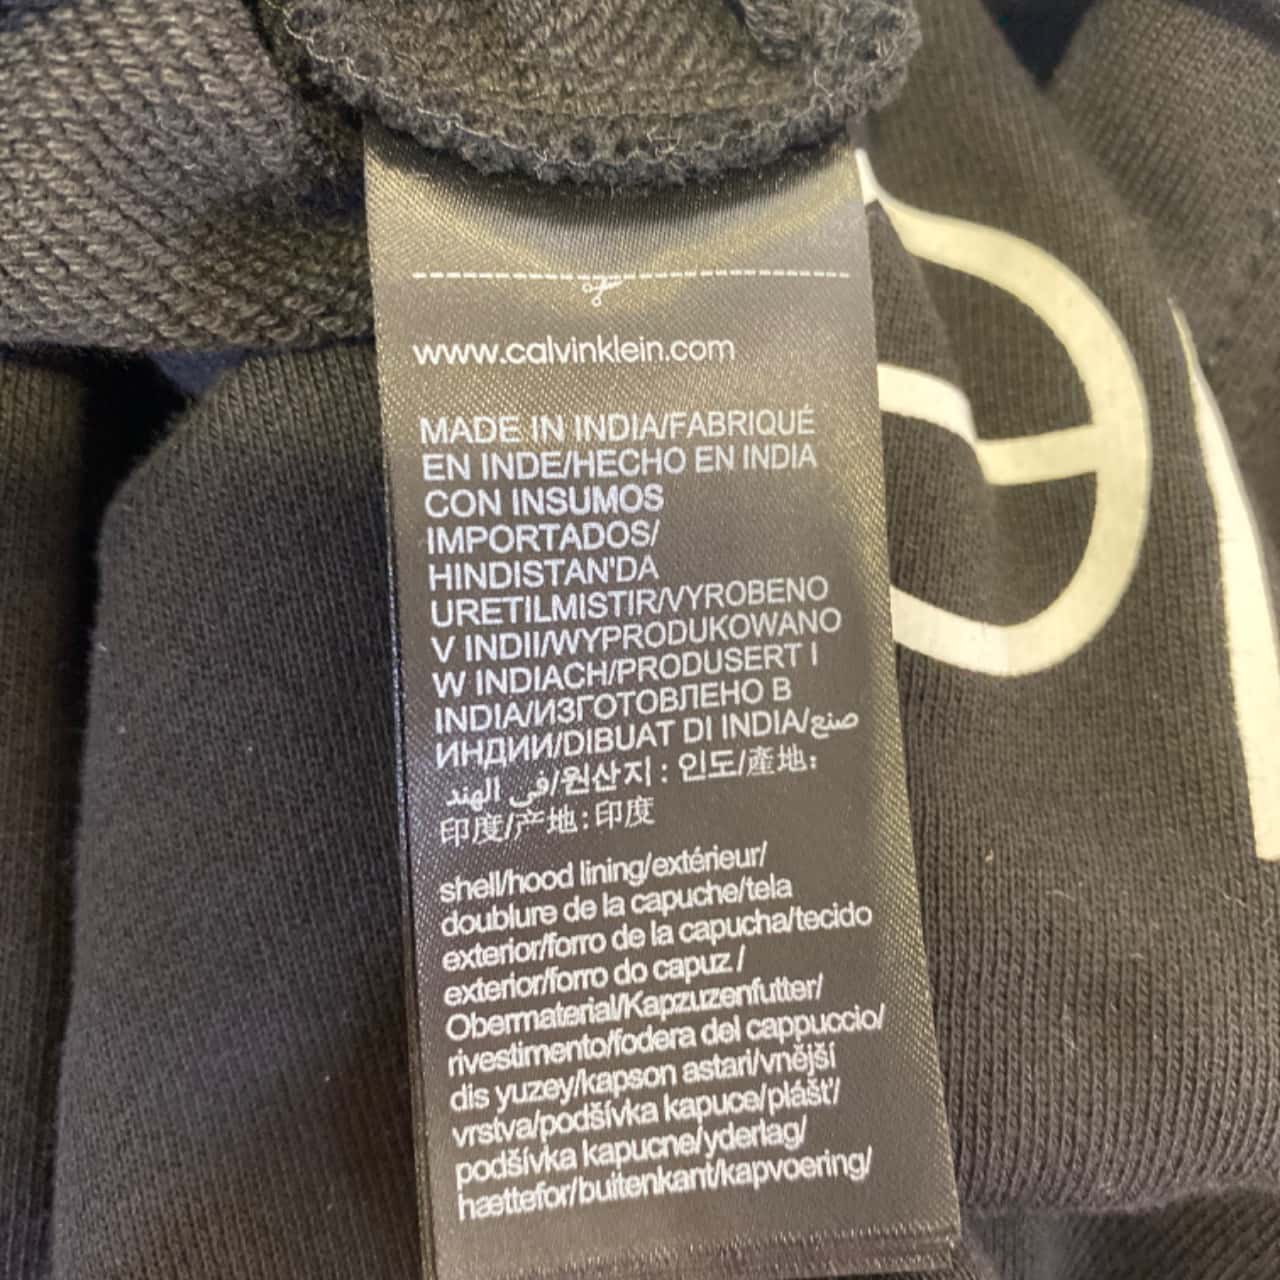 www.calvinklein.com
MADE IN INDIA/FABRIQUÉ
EN INDE/HECHO EN INDIA
CON INSUMOS
IMPORTADOS/
HINDISTAN'DA
URETILMISTIR/VYROBENO
V INDII/WYPRODUKOWANO
W INDIACH/PRODUSERT I
INDIA/ИЗГОТОВЛЕНО В
ИНДИИ/DIBUAT DI INDIA/صنع
في الهند/원산지 : 인도/產地:
印度/产地:印度
shell/hood lining/extérieur/
doublure de la capuche/tela
exterior/forro de la capucha/tecido
exterior/forro do capuz /
Obermaterial/Kapzuzenfutter/
rivestimento/fodera del cappuccio/
dis yuzey/kapson astari/vnější
vrstva/podšívka kapuce/plášť/
podšívka kapucne/yderlag/
hættefor/buitenkant/kapvoering/